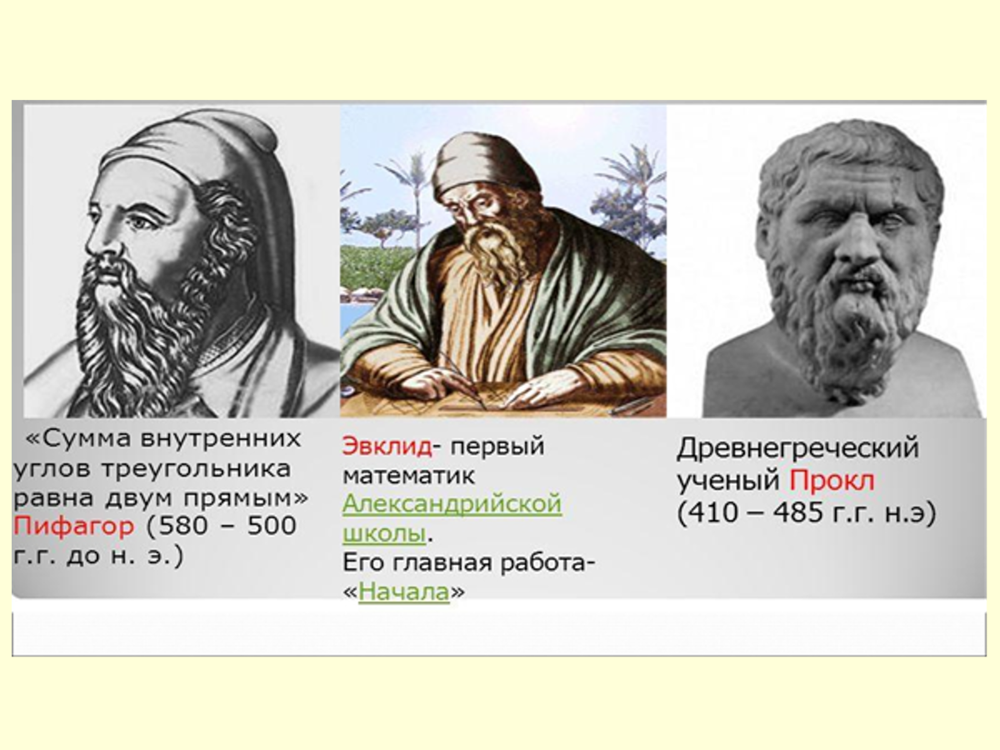 «Сумма внутренних
углов треугольника
равна двум прямым»
Пифагор (580 – 500
г.г. до н. э.)
Эвклид- первый
математик
Александрийской
школы.
Его главная работа-
«Начала»
Древнегреческий
ученый Прокл
(410 – 485 г.г. н.э)